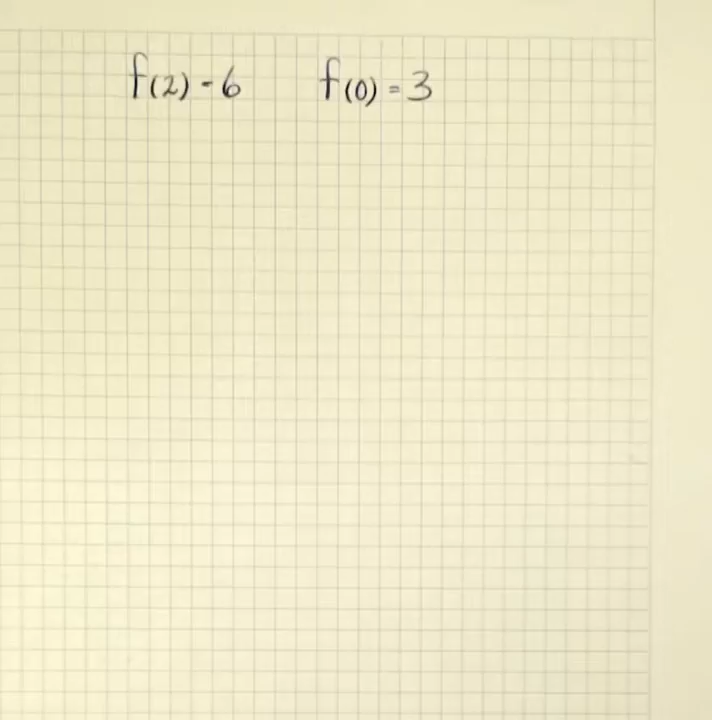 f(2) = 6 f(0) = 3